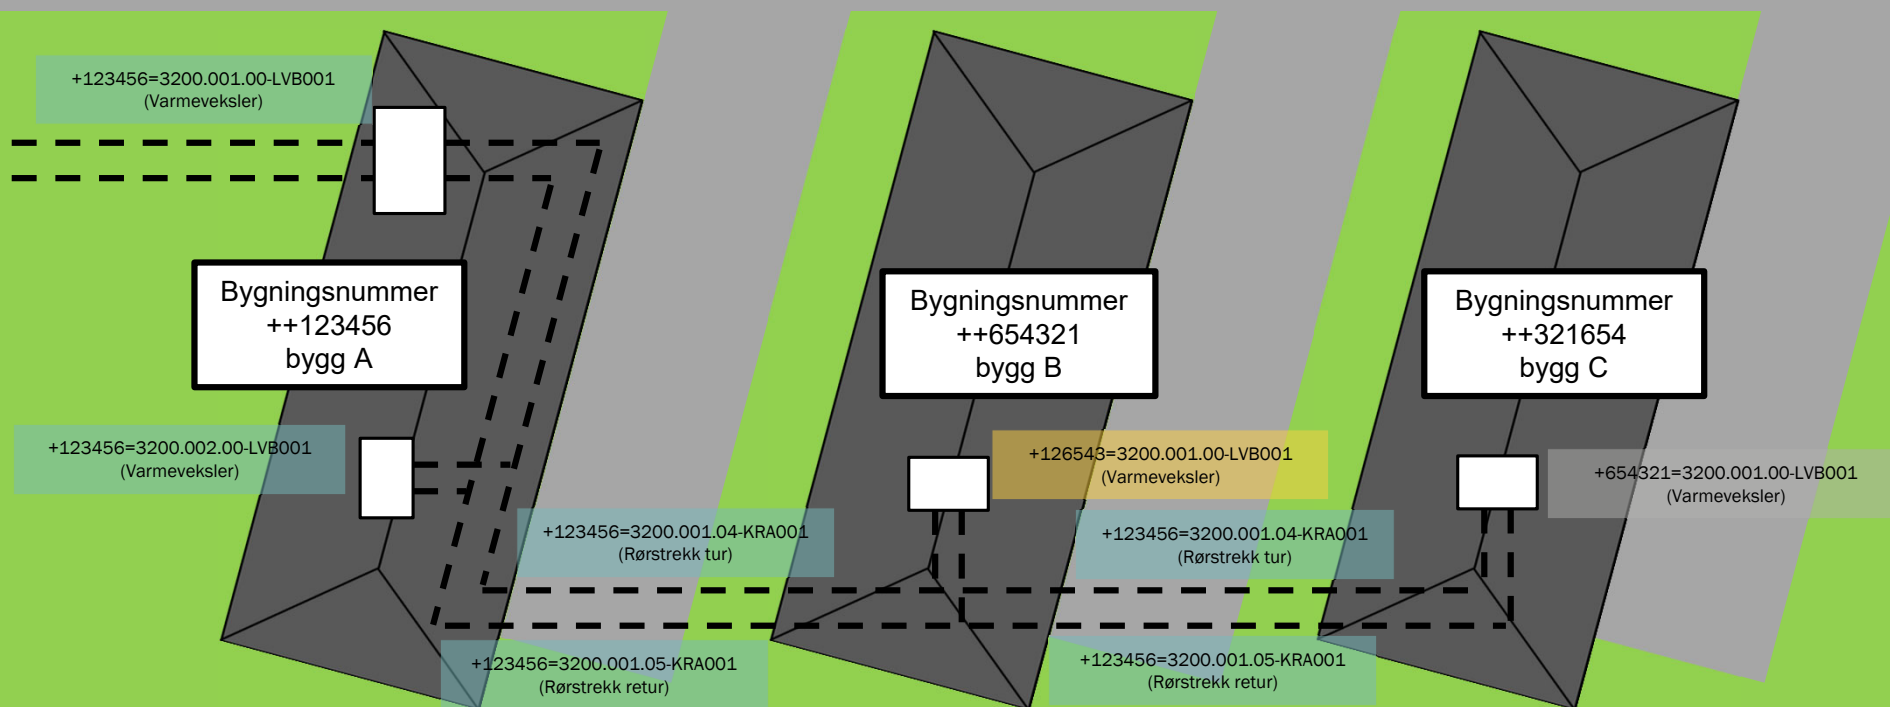 +123456=3200.001.00-LVB001
(Varmeveksler)
Bygningsnummer
++123456
bygg A
Bygningsnummer
++654321
bygg B
Bygningsnummer
++321654
bygg C
+123456=3200.002.00-LVB001
(Varmeveksler)
+126543=3200.001.00-LVB001
(Varmeveksler)
+654321=3200.001.00-LVB001
(Varmeveksler)
+123456=3200.001.04-KRA001
(Rørstrekk tur)
+123456=3200.001.04-KRA001
(Rørstrekk tur)
+123456=3200.001.05-KRA001
(Rørstrekk retur)
+123456=3200.001.05-KRA001
(Rørstrekk retur)